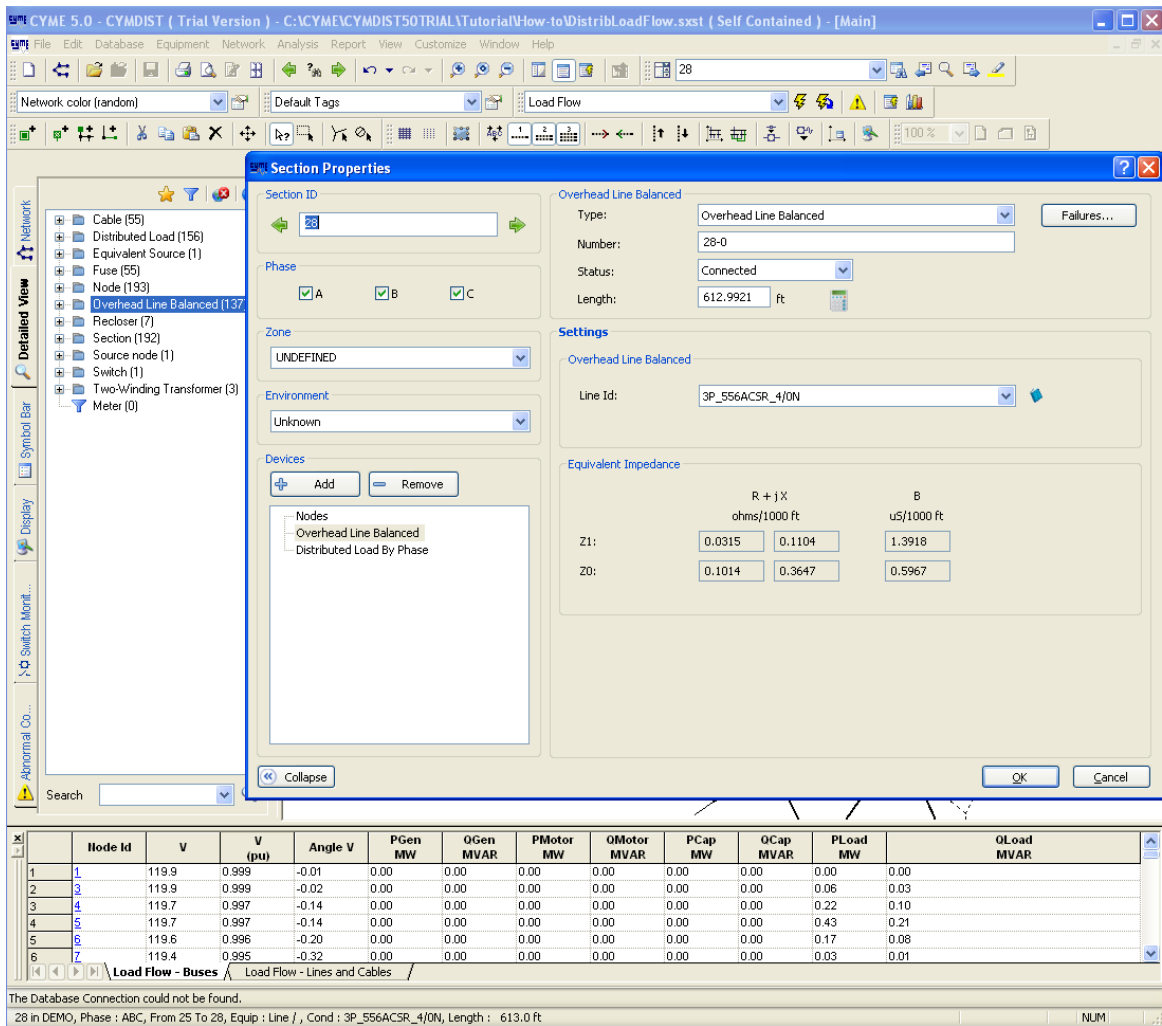 CYME CYME 5.0 - CYMDIST ( Trial Version ) - C:\CYME\CYMDIST50TRIAL\Tutorial\How-to\DistribLoadFlow.sxst ( Self Contained ) - [Main]
CYME File Edit Database Equipment Network Analysis Report View Customize Window Help
28
Network color (random) Default Tags Load Flow
100 %
Network
Detailed View
Symbol Bar
Display
Switch Monit...
Abnormal Co...
Cable (55)
Distributed Load (156)
Equivalent Source (1)
Fuse (55)
Node (193)
Overhead Line Balanced (137
Recloser (7)
Section (192)
Source node (1)
Switch (1)
Two-Winding Transformer (3)
Meter (0)
Search
Section Properties
Section ID
28
Phase
A B C
Zone
UNDEFINED
Environment
Unknown
Devices
Add Remove
Nodes
Overhead Line Balanced
Distributed Load By Phase
Collapse
Overhead Line Balanced
Type: Overhead Line Balanced Failures...
Number: 28-0
Status: Connected
Length: 612.9921 ft
Settings
Overhead Line Balanced
Line Id: 3P_556ACSR_4/0N
Equivalent Impedance
R + j X B
ohms/1000 ft uS/1000 ft
Z1: 0.0315 0.1104 1.3918
Z0: 0.1014 0.3647 0.5967
OK Cancel
Node Id V V (pu) Angle V PGen MW QGen MVAR PMotor MW QMotor MVAR PCap MW QCap MVAR PLoad MW QLoad MVAR
1 1 119.9 0.999 -0.01 0.00 0.00 0.00 0.00 0.00 0.00 0.00 0.00
2 3 119.9 0.999 -0.02 0.00 0.00 0.00 0.00 0.00 0.00 0.06 0.03
3 4 119.7 0.997 -0.14 0.00 0.00 0.00 0.00 0.00 0.00 0.22 0.10
4 5 119.7 0.997 -0.14 0.00 0.00 0.00 0.00 0.00 0.00 0.43 0.21
5 6 119.6 0.996 -0.20 0.00 0.00 0.00 0.00 0.00 0.00 0.17 0.08
6 7 119.4 0.995 -0.32 0.00 0.00 0.00 0.00 0.00 0.00 0.03 0.01
Load Flow - Buses Load Flow - Lines and Cables
The Database Connection could not be found.
28 in DEMO, Phase : ABC, From 25 To 28, Equip : Line / , Cond : 3P_556ACSR_4/0N, Length : 613.0 ft NUM